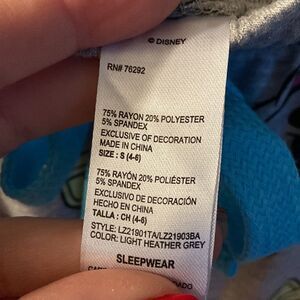 © DISNEY
RN# 76292
75% RAYON 20% POLYESTER
5% SPANDEX
EXCLUSIVE OF DECORATION
MADE IN CHINA
SIZE : S (4-6)
75% RAYON 20% POLIÉSTER
5% SPANDEX
EXCLUSIVO DE DECORACIÓN
HECHO EN CHINA
TALLA : CH (4-6)
STYLE: LZ21901TA/LZ21903BA
COLOR: LIGHT HEATHER GREY
SLEEPWEAR